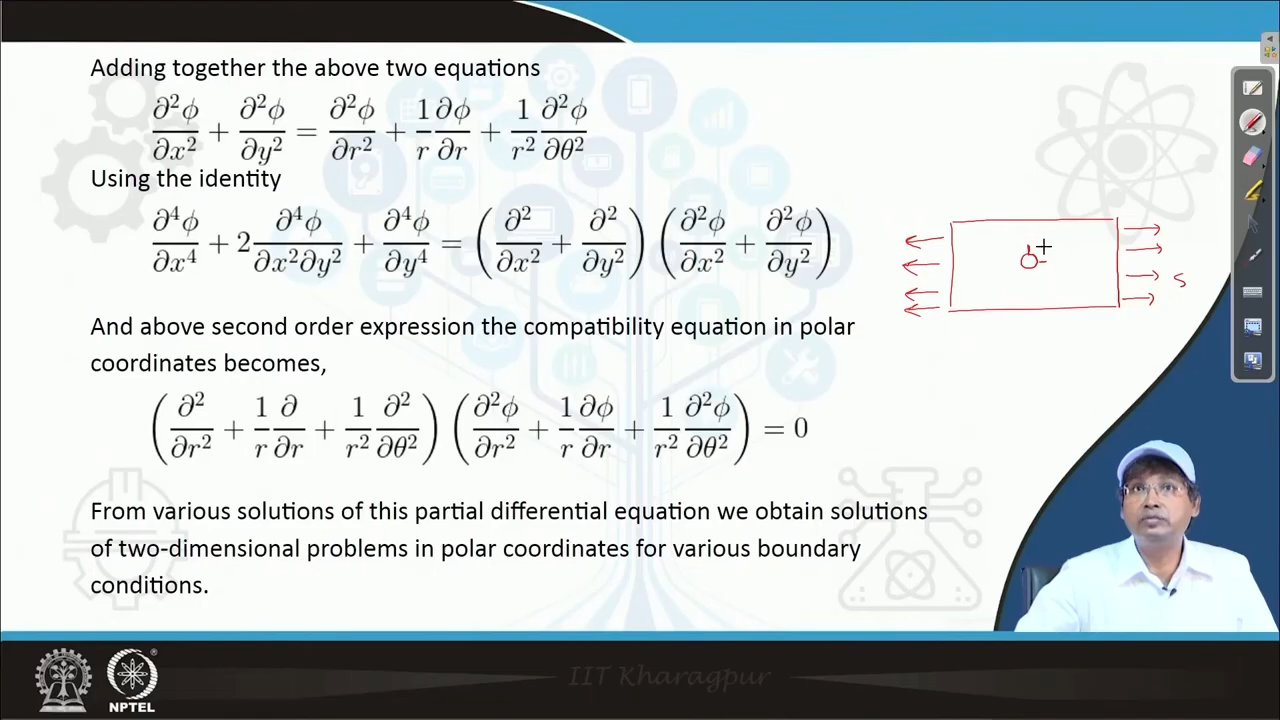 Adding together the above two equations
∂²ϕ/∂x² + ∂²ϕ/∂y² = ∂²ϕ/∂r² + 1/r ∂ϕ/∂r + 1/r² ∂²ϕ/∂θ²
Using the identity
∂⁴ϕ/∂x⁴ + 2 ∂⁴ϕ/∂x²∂y² + ∂⁴ϕ/∂y⁴ = (∂²/∂x² + ∂²/∂y²) (∂²ϕ/∂x² + ∂²ϕ/∂y²)
S
And above second order expression the compatibility equation in polar
coordinates becomes,
(∂²/∂r² + 1/r ∂/∂r + 1/r² ∂²/∂θ²) (∂²ϕ/∂r² + 1/r ∂ϕ/∂r + 1/r² ∂²ϕ/∂θ²) = 0
From various solutions of this partial differential equation we obtain solutions
of two-dimensional problems in polar coordinates for various boundary
conditions.
IIT Kharagpur
NPTEL